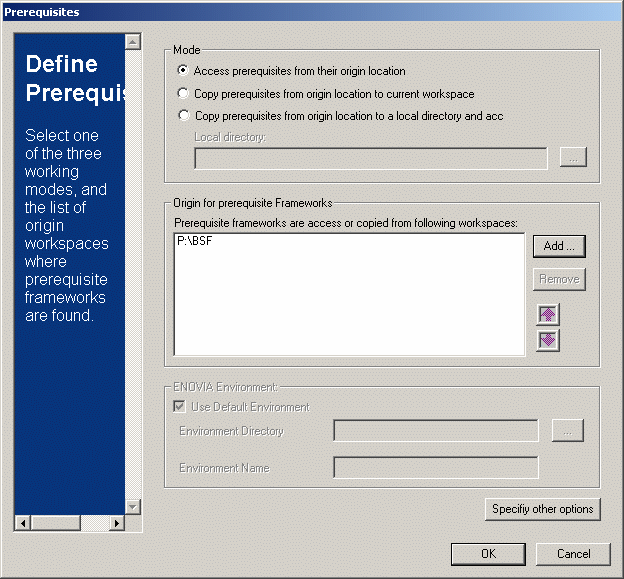 Prerequisites
Define
Prerequis
Select one
of the three
working
modes, and
the list of
origin
workspaces
where
prerequisite
frameworks
are found.
Mode
Access prerequisites from their origin location
Copy prerequisites from origin location to current workspace
Copy prerequisites from origin location to a local directory and acc
Local directory:
...
Origin for prerequisite Frameworks
Prerequisite frameworks are access or copied from following workspaces:
P:\BSF
Add ...
Remove
ENOVIA Environment:
Use Default Environment
Environment Directory
...
Environment Name
Specifiy other options
OK
Cancel